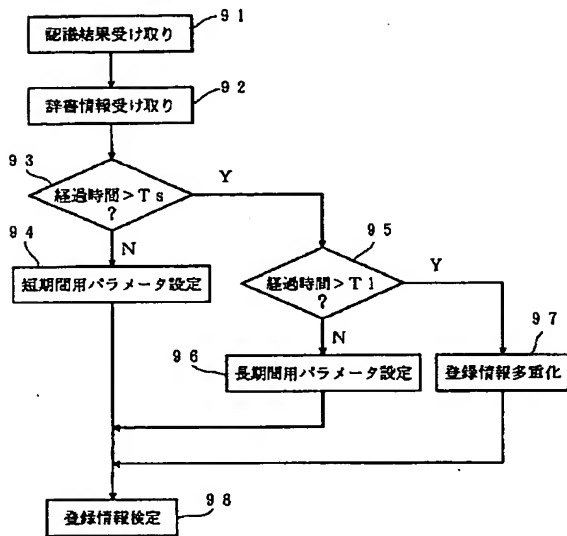 ９１
認識結果受け取り
９２
辞書情報受け取り
９３
経過時間＞Ｔｓ
？
Y
N
９４
短期間用パラメータ設定
９５
経過時間＞Ｔｌ
？
Y
N
９６
長期間用パラメータ設定
９７
登録情報多重化
登録情報検定
９８